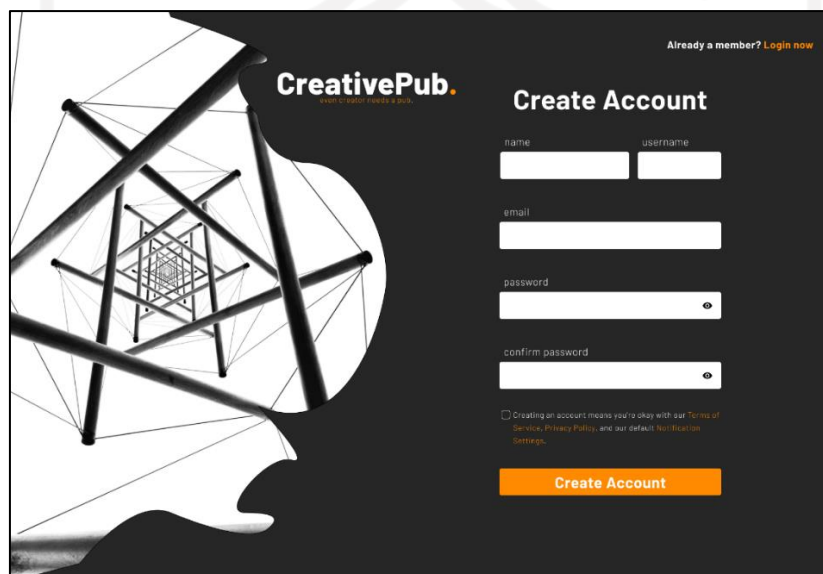 Already a member? Login now
CreativePub.
even creator needs a pub.
Create Account
name username
email
password
confirm password
Creating an account means you're okay with our Terms of
Service, Privacy Policy, and our default Notification
Settings.
Create Account